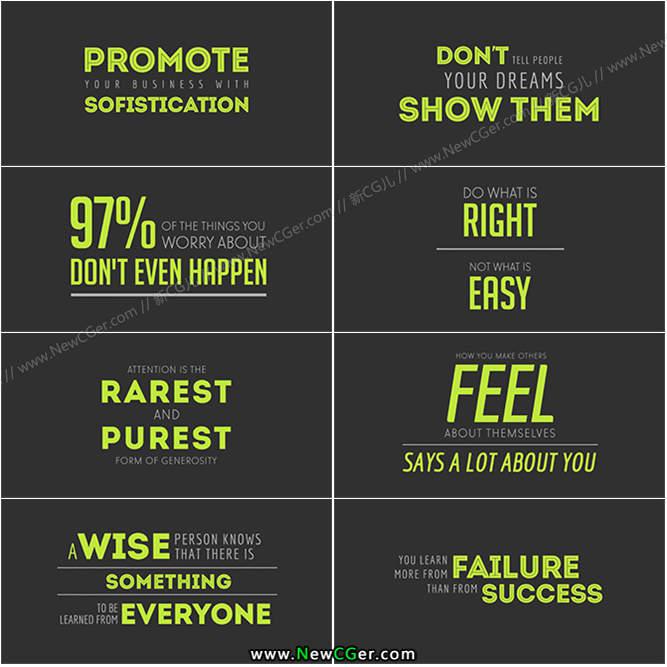 PROMOTE
YOUR BUSINESS WITH
SOFISTICATION
DON'T TELL PEOPLE
YOUR DREAMS
SHOW THEM
97% OF THE THINGS YOU
WORRY ABOUT
DON'T EVEN HAPPEN
DO WHAT IS
RIGHT
NOT WHAT IS
EASY
ATTENTION IS THE
RAREST
AND
PUREST
FORM OF GENEROSITY
HOW YOU MAKE OTHERS
FEEL
ABOUT THEMSELVES
SAYS A LOT ABOUT YOU
A WISE PERSON KNOWS
THAT THERE IS
SOMETHING
TO BE
LEARNED FROM EVERYONE
YOU LEARN
MORE FROM FAILURE
THAN FROM SUCCESS
// www.NewCGer.com // 新CG儿 // www.NewCGer.com // 新CG儿 // www.NewCGer.com // 新CG儿 // www.New
www.NewCGer.com